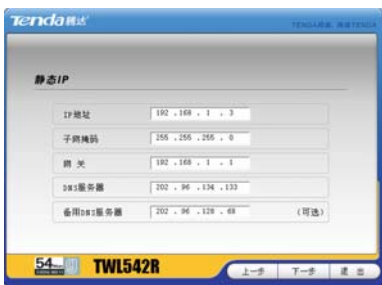 Tenda腾达
静态IP
IP地址 192 .168 . 1 . 3
子网掩码 255 .255 .255 . 0
网 关 192 .168 . 1 . 1
DNS服务器 202 . 96 .134 .133
备用DNS服务器 202 . 96 .128 . 68 (可选)
54 TWL542R 上一步 下一步 退 出